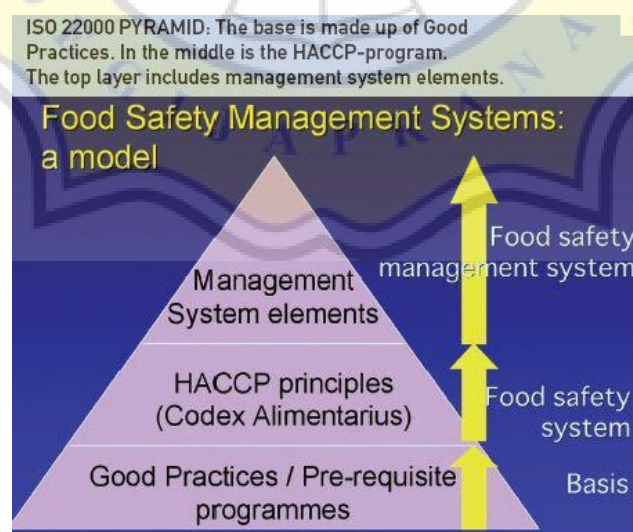 ISO 22000 PYRAMID: The base is made up of Good
Practices. In the middle is the HACCP-program.
The top layer includes management system elements.
Food Safety Management Systems:
a model
Food safety
management system
Management
System elements
HACCP principles
(Codex Alimentarius)
Food safety
system
Good Practices / Pre-requisite
programmes
Basis